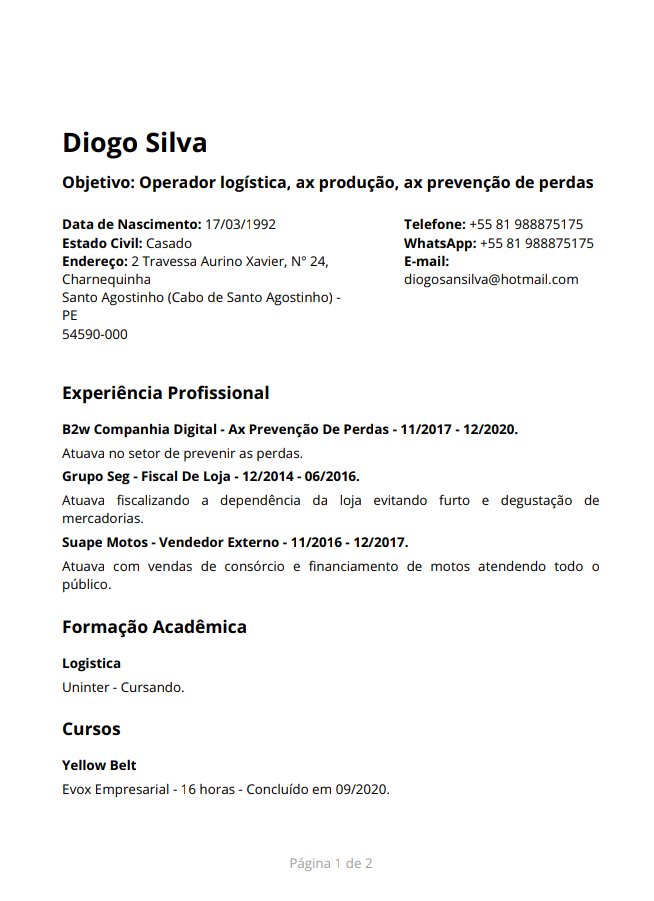 Diogo Silva
Objetivo: Operador logística, ax produção, ax prevenção de perdas
Data de Nascimento: 17/03/1992
Estado Civil: Casado
Endereço: 2 Travessa Aurino Xavier, N° 24,
Charnequinha
Santo Agostinho (Cabo de Santo Agostinho) -
PE
54590-000
Telefone: +55 81 988875175
WhatsApp: +55 81 988875175
E-mail:
diogosansilva@hotmail.com
Experiência Profissional
B2w Companhia Digital - Ax Prevenção De Perdas - 11/2017 - 12/2020.
Atuava no setor de prevenir as perdas.
Grupo Seg - Fiscal De Loja - 12/2014 - 06/2016.
Atuava fiscalizando a dependência da loja evitando furto e degustação de
mercadorias.
Suape Motos - Vendedor Externo - 11/2016 - 12/2017.
Atuava com vendas de consórcio e financiamento de motos atendendo todo o
público.
Formação Acadêmica
Logistica
Uninter - Cursando.
Cursos
Yellow Belt
Evox Empresarial - 16 horas - Concluído em 09/2020.
Página 1 de 2